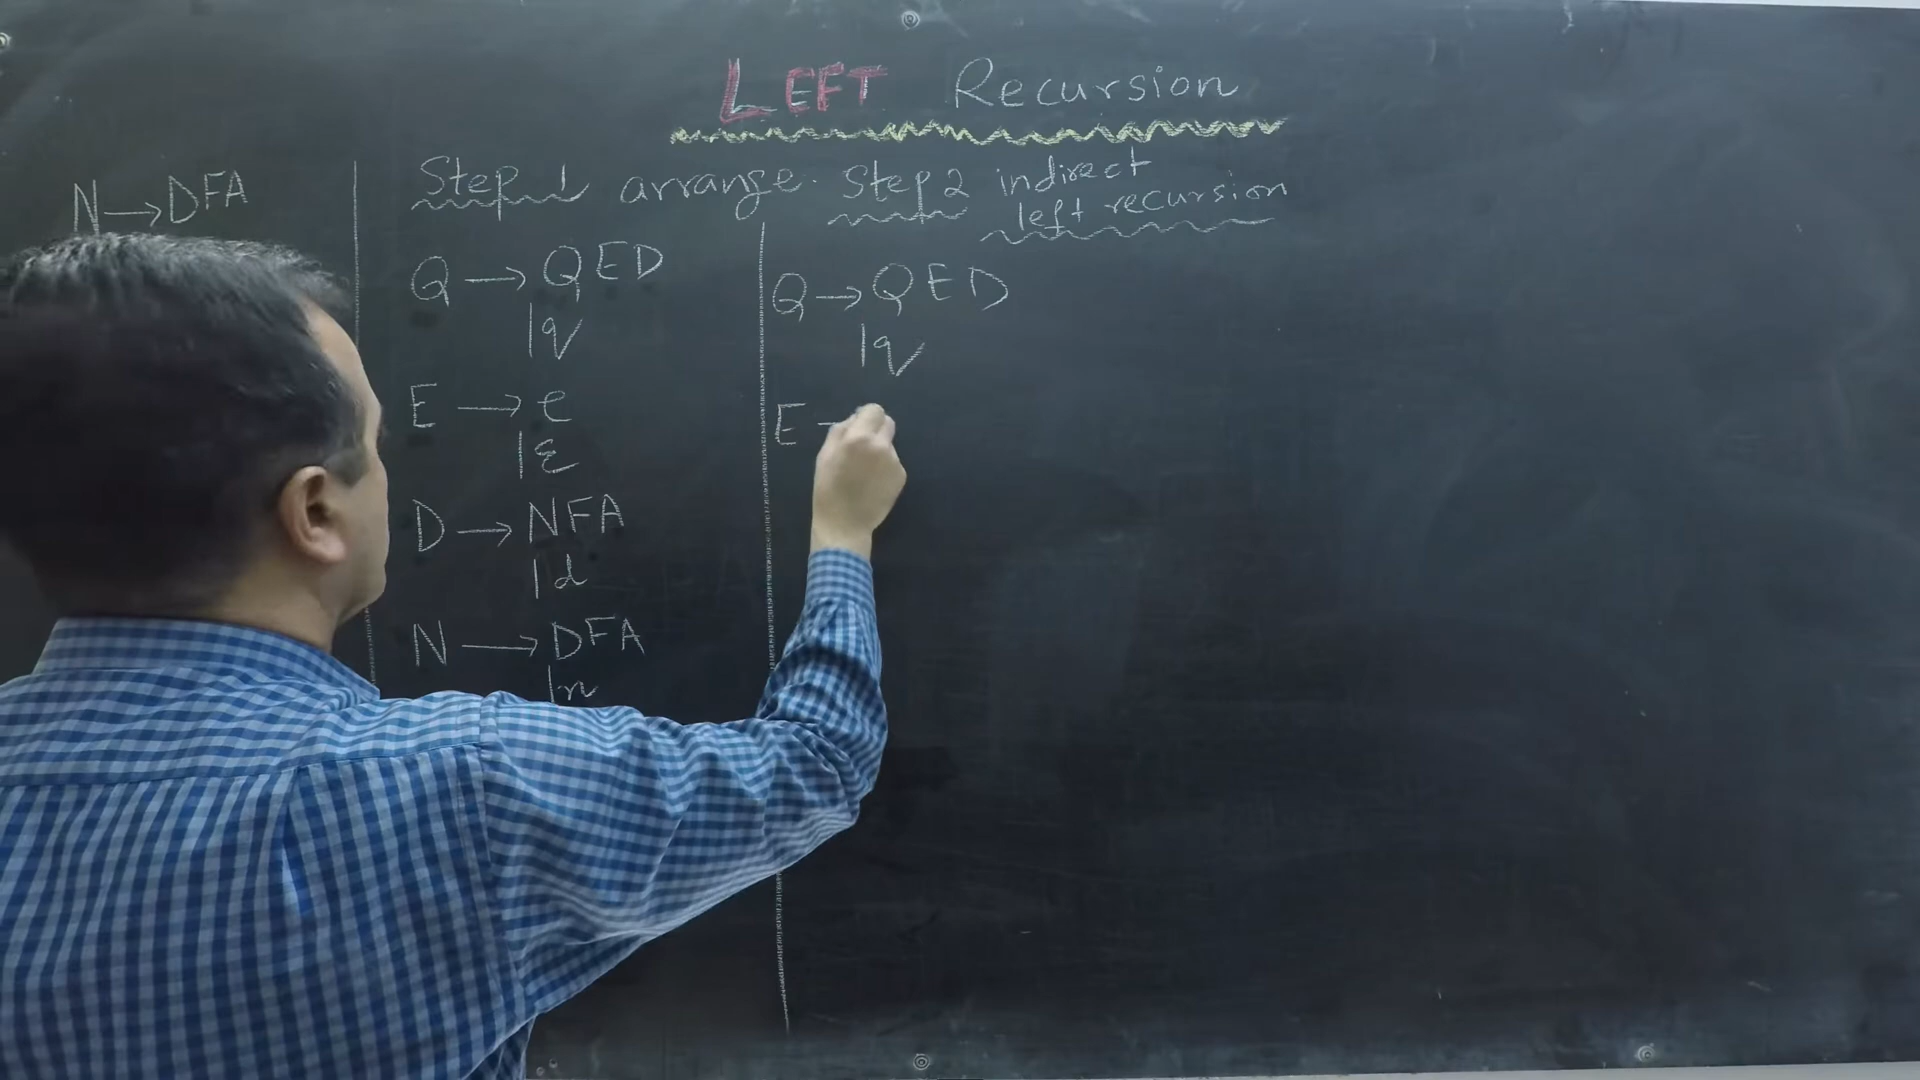 LEFT Recursion
N → DFA
Step 1 arrange.
Q → QED
| q
E → e
| ε
D → NFA
| d
N → DFA
| n
Step 2 indirect
left recursion
Q → QED
| q
E -